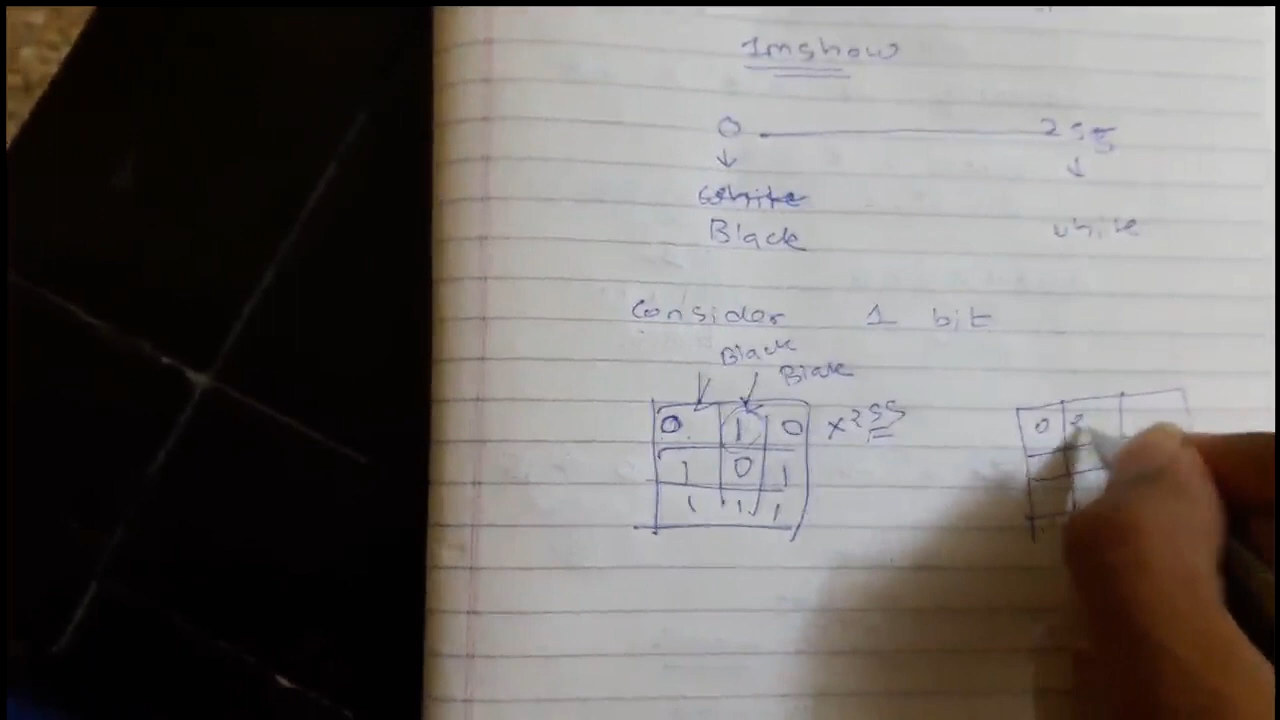 Imshow
0 255
White
Black white
Consider 1 bit
Black
Black
0 1 0 x255 0 2
1 0 1
1 1 1